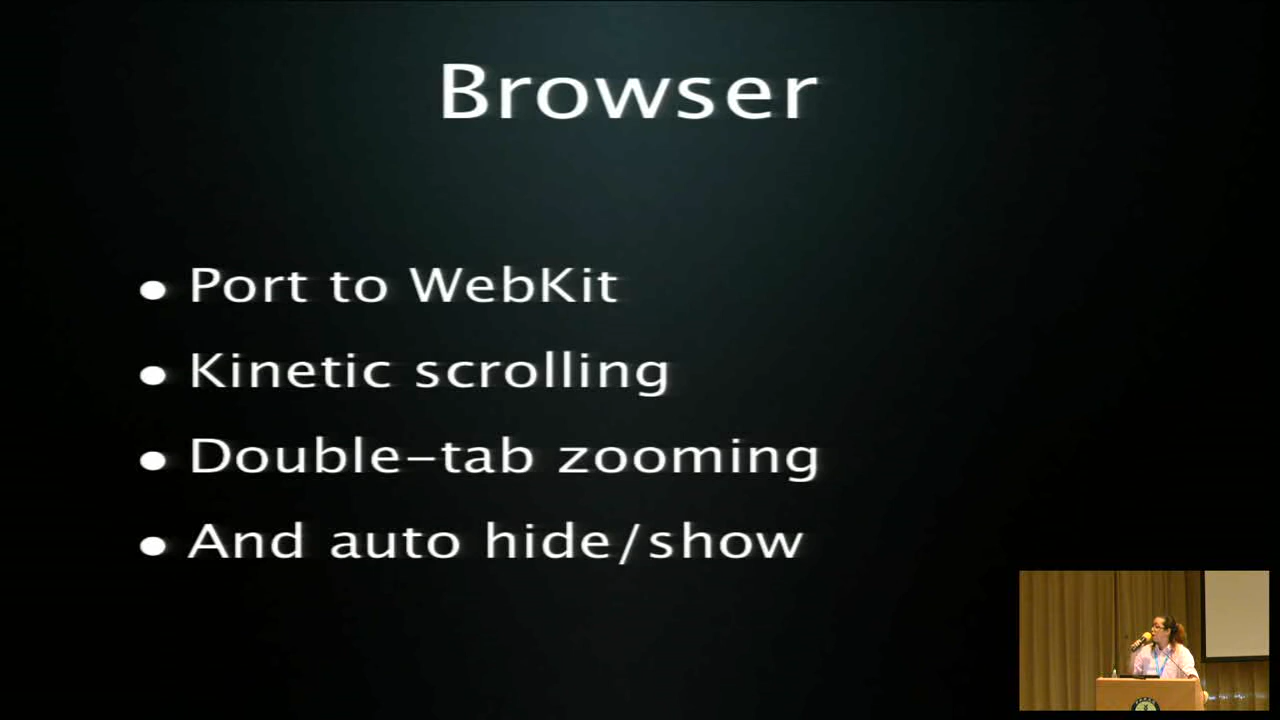 Browser
• Port to WebKit
• Kinetic scrolling
• Double-tab zooming
• And auto hide/show